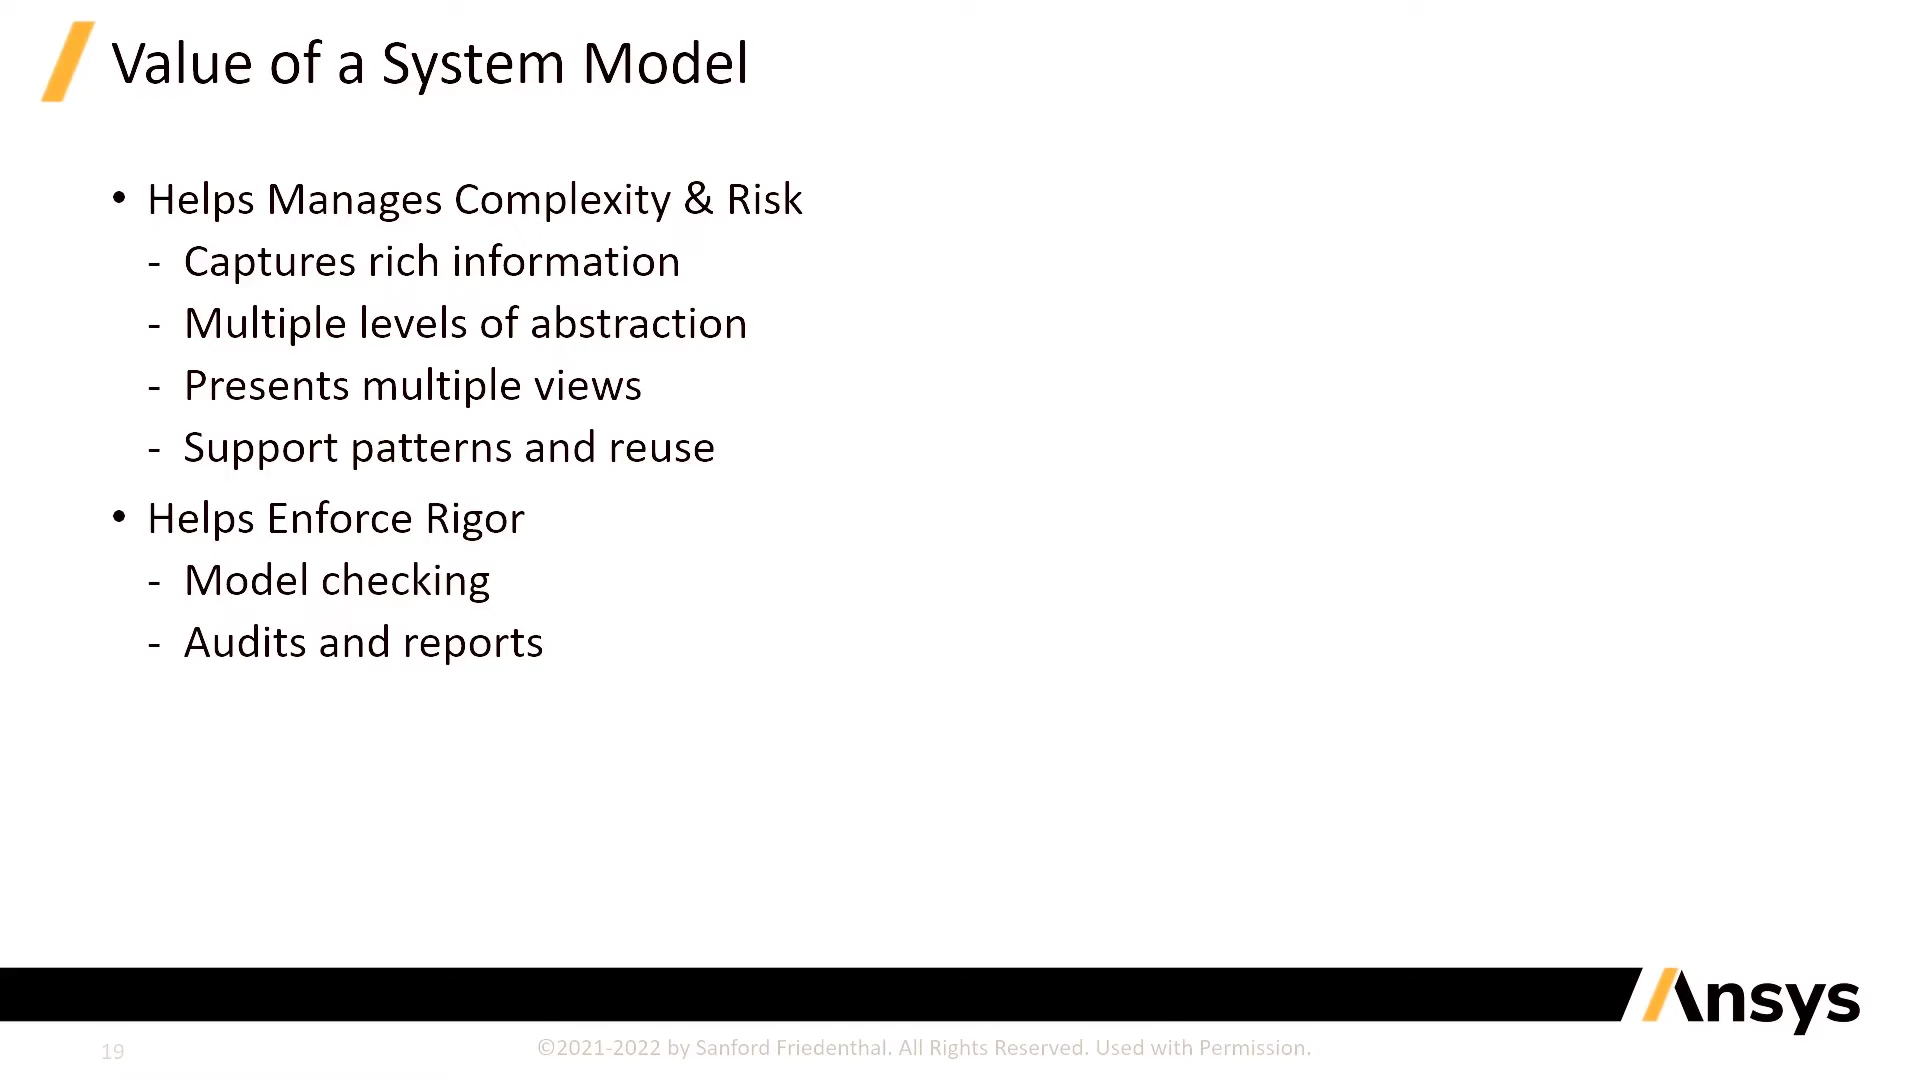 Value of a System Model
• Helps Manages Complexity & Risk
- Captures rich information
- Multiple levels of abstraction
- Presents multiple views
- Support patterns and reuse
• Helps Enforce Rigor
- Model checking
- Audits and reports
Ansys
19
©2021-2022 by Sanford Friedenthal. All Rights Reserved. Used with Permission.